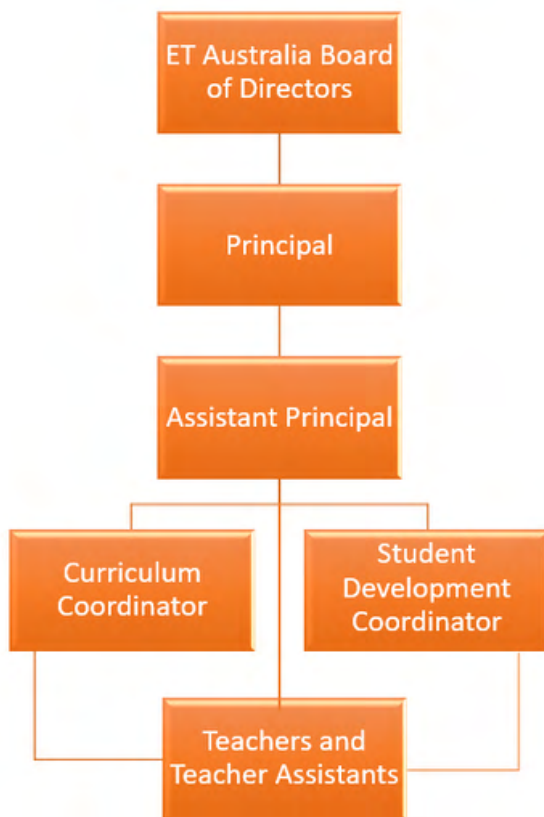 ET Australia Board
of Directors
Principal
Assistant Principal
Curriculum
Coordinator
Student
Development
Coordinator
Teachers and
Teacher Assistants